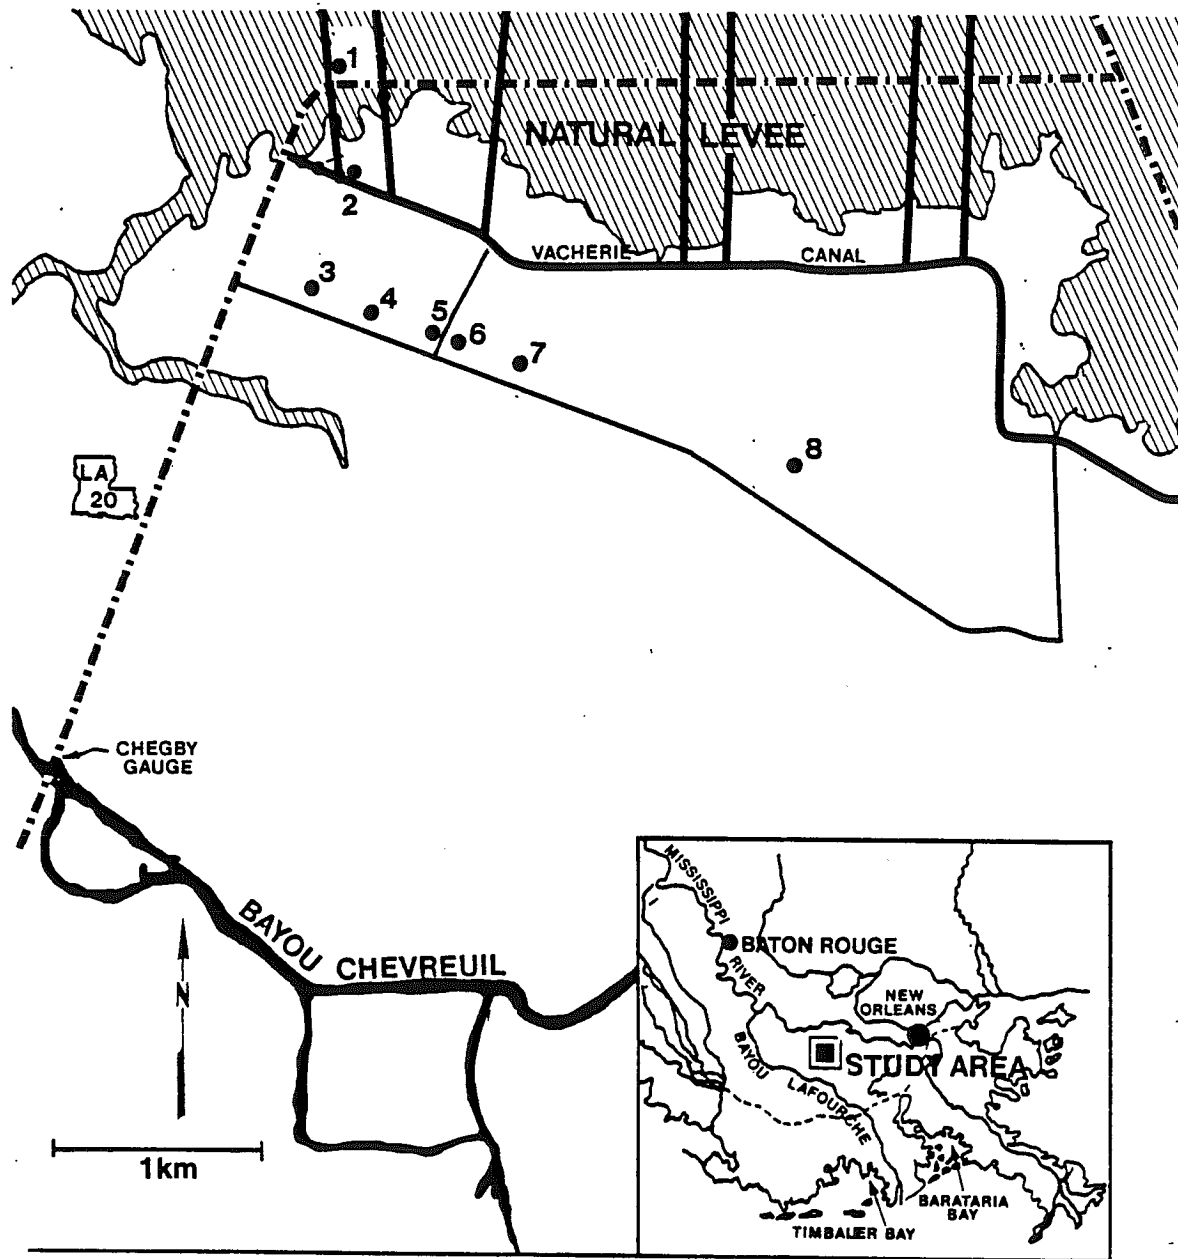 1
NATURAL LEVEE
2
VACHERIE CANAL
3
4
5
6
7
8
LA
20
CHEGBY
GAUGE
BAYOU CHEVREUIL
N
1km
MISSISSIPPI RIVER
BATON ROUGE
NEW
ORLEANS
STUDY AREA
BAYOU LAFOURCHE
BARATARIA
BAY
TIMBALIER BAY